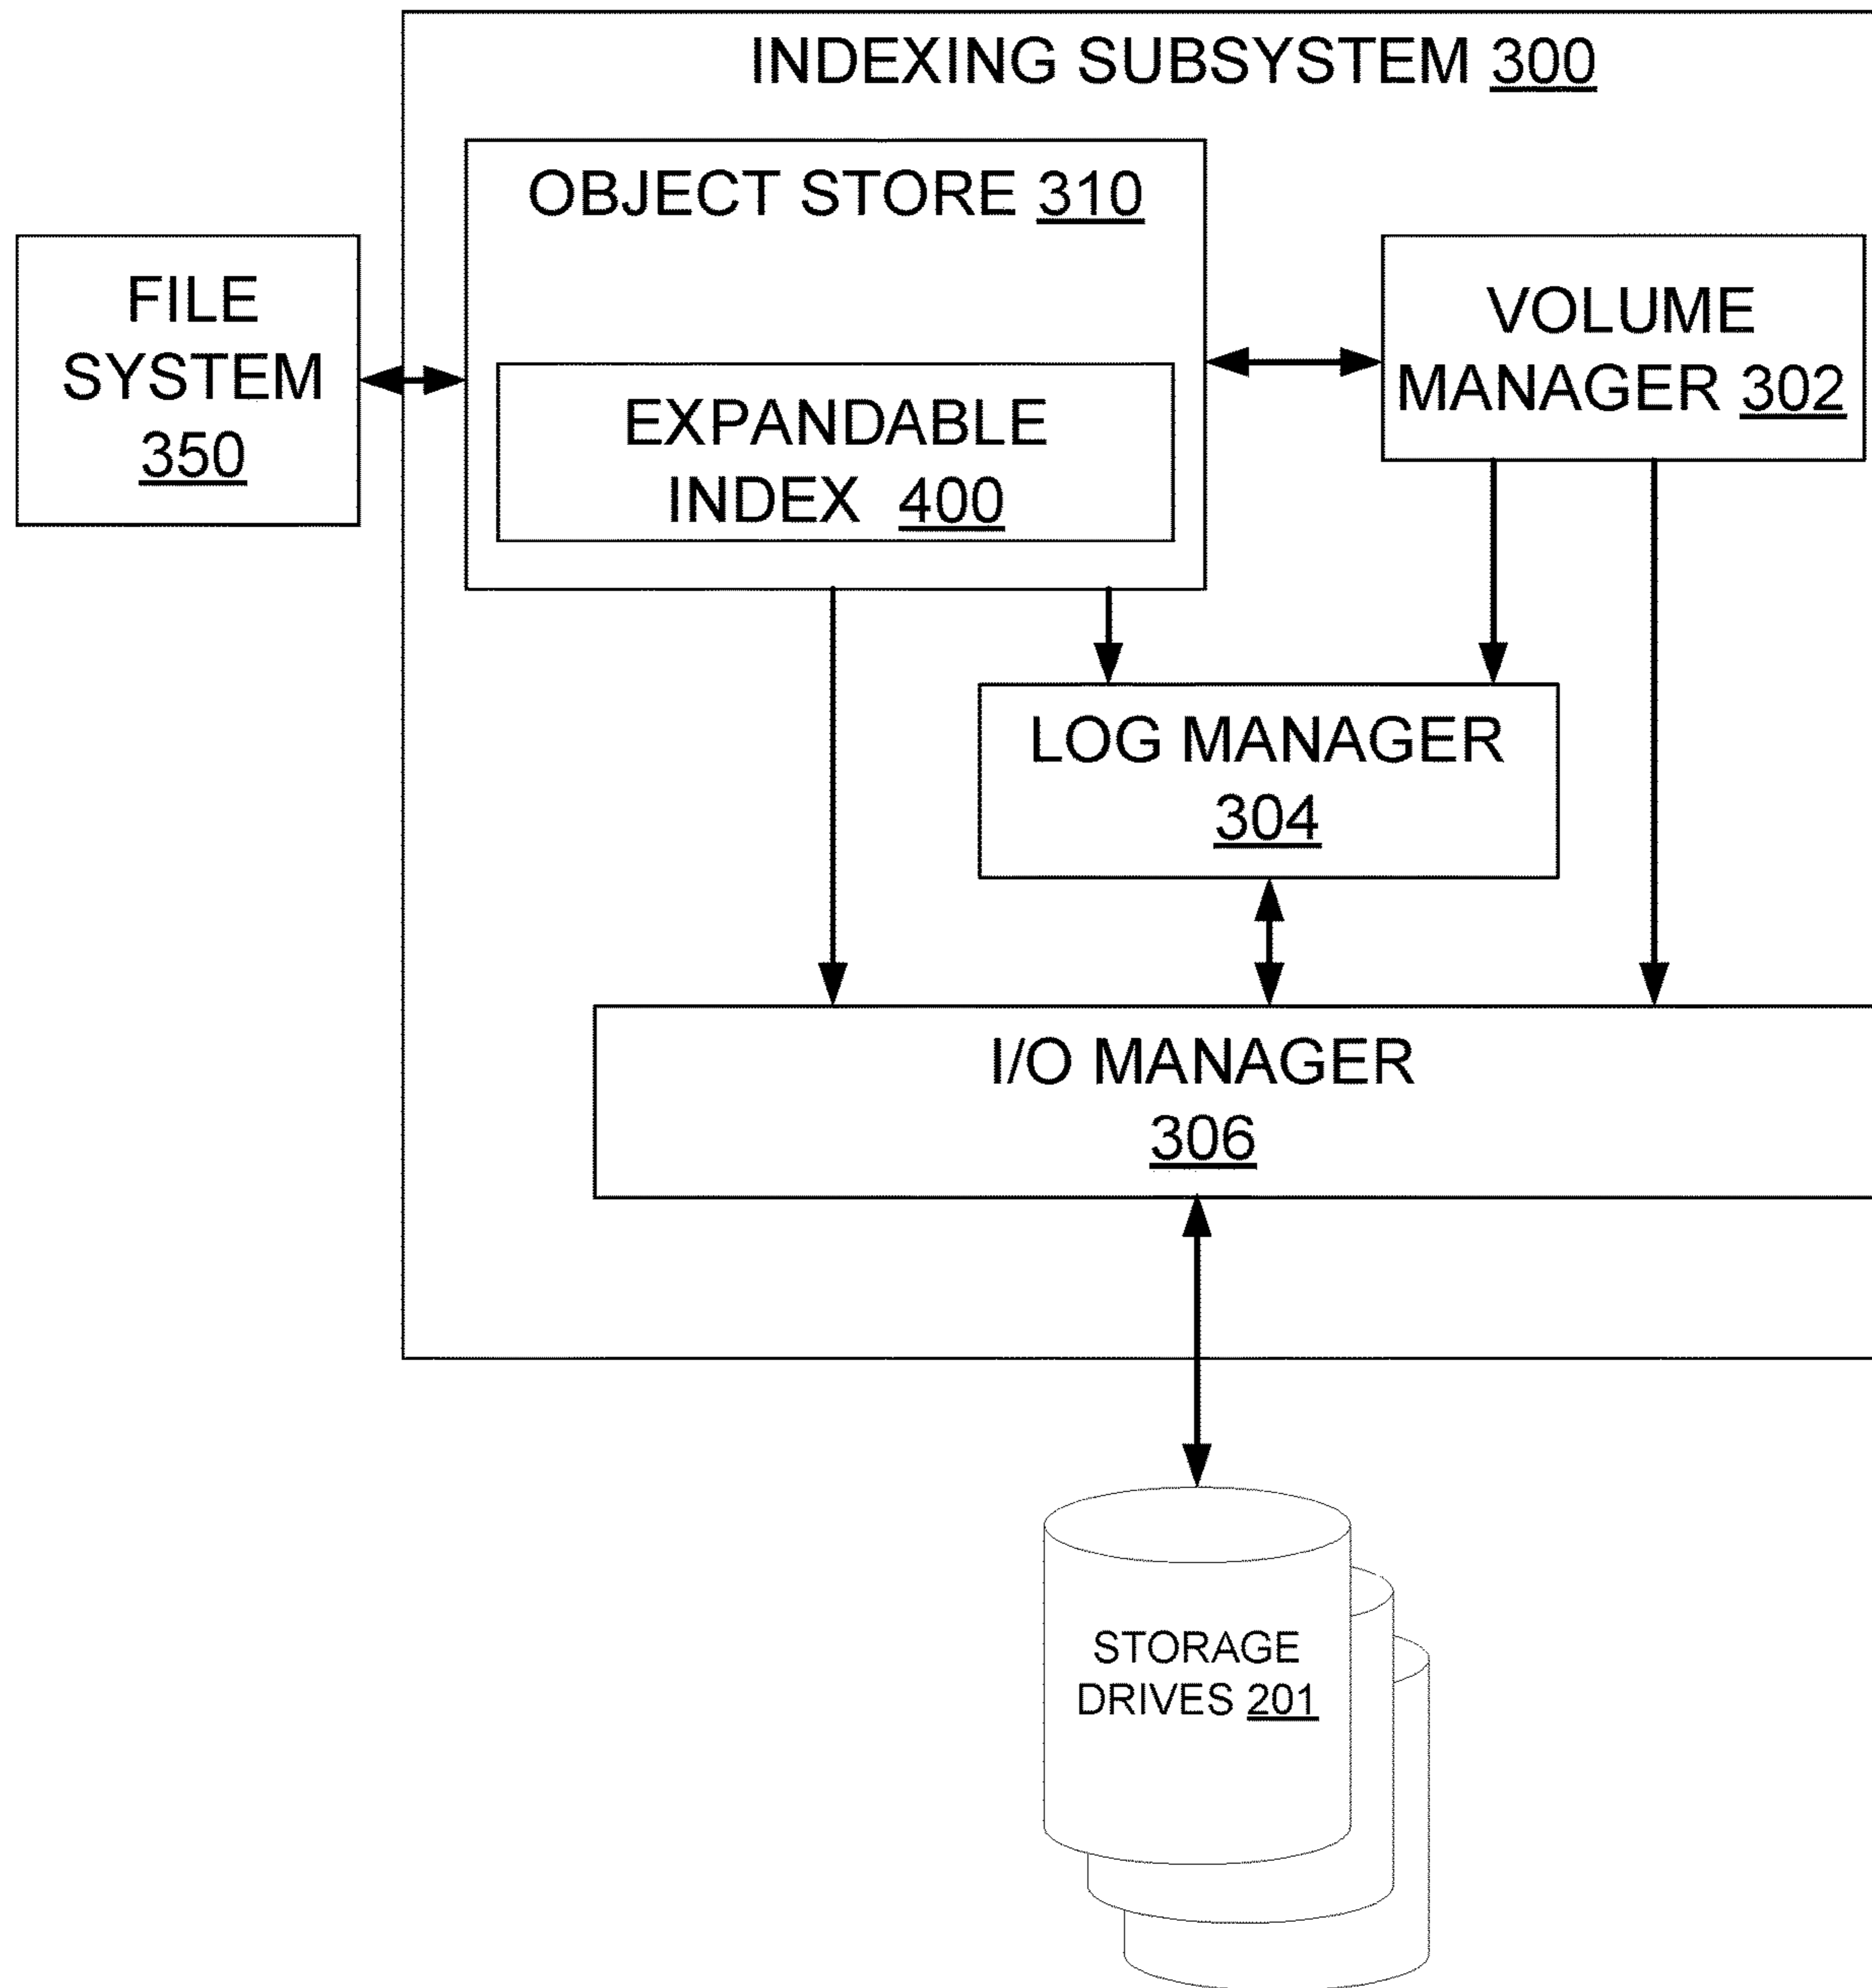 INDEXING SUBSYSTEM 300
OBJECT STORE 310
FILE
SYSTEM
350
EXPANDABLE
INDEX 400
VOLUME
MANAGER 302
LOG MANAGER
304
I/O MANAGER
306
STORAGE
DRIVES 201